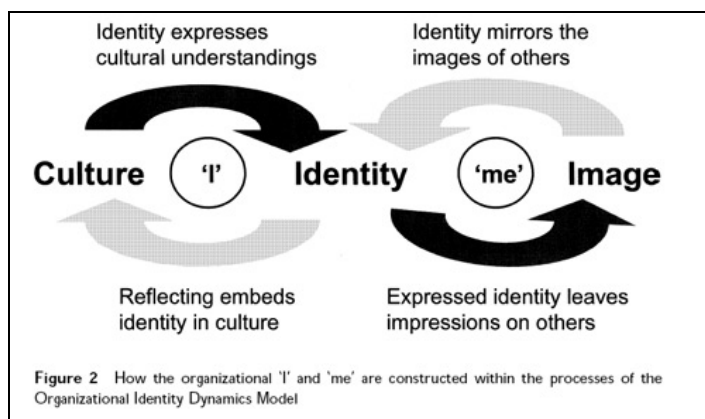 Identity expresses
cultural understandings
Identity mirrors the
images of others
Culture
'I'
Identity
'me'
Image
Reflecting embeds
identity in culture
Expressed identity leaves
impressions on others
Figure 2 How the organizational 'I' and 'me' are constructed within the processes of the
Organizational Identity Dynamics Model